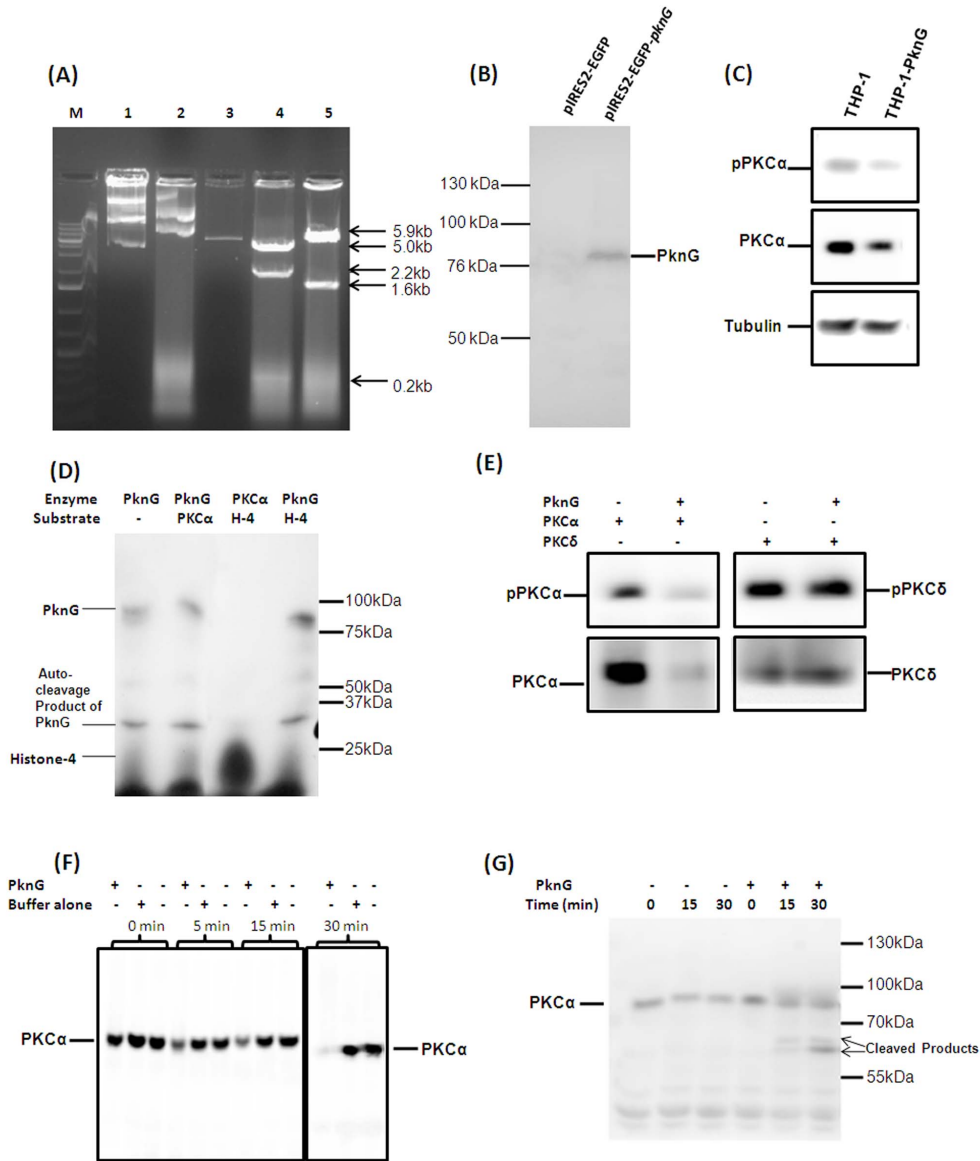 (A)
M 1 2 3 4 5
5.9kb
5.0kb
2.2kb
1.6kb
0.2kb
(B)
pIRES2-EGFP
pIRES2-EGFP-pknG
130 kDa
100 kDa
76 kDa
50 kDa
PknG
(C)
THP-1
THP-1-PknG
pPKCα
PKCα
Tubulin
(D)
Enzyme PknG PknG PKCα PknG
Substrate - PKCα H-4 H-4
PknG
Auto-
cleavage
Product of
PknG
Histone-4
100kDa
75kDa
50kDa
37kDa
25kDa
(E)
PknG - + - +
PKCα + + - -
PKCδ - - + +
pPKCα
PKCα
pPKCδ
PKCδ
(F)
PknG + - - + - - + - - + - -
Buffer alone - + - - + - - + - - + -
0 min 5 min 15 min 30 min
PKCα
PKCα
(G)
PknG - - - + + +
Time (min) 0 15 30 0 15 30
PKCα
130kDa
100kDa
70kDa
Cleaved Products
55kDa